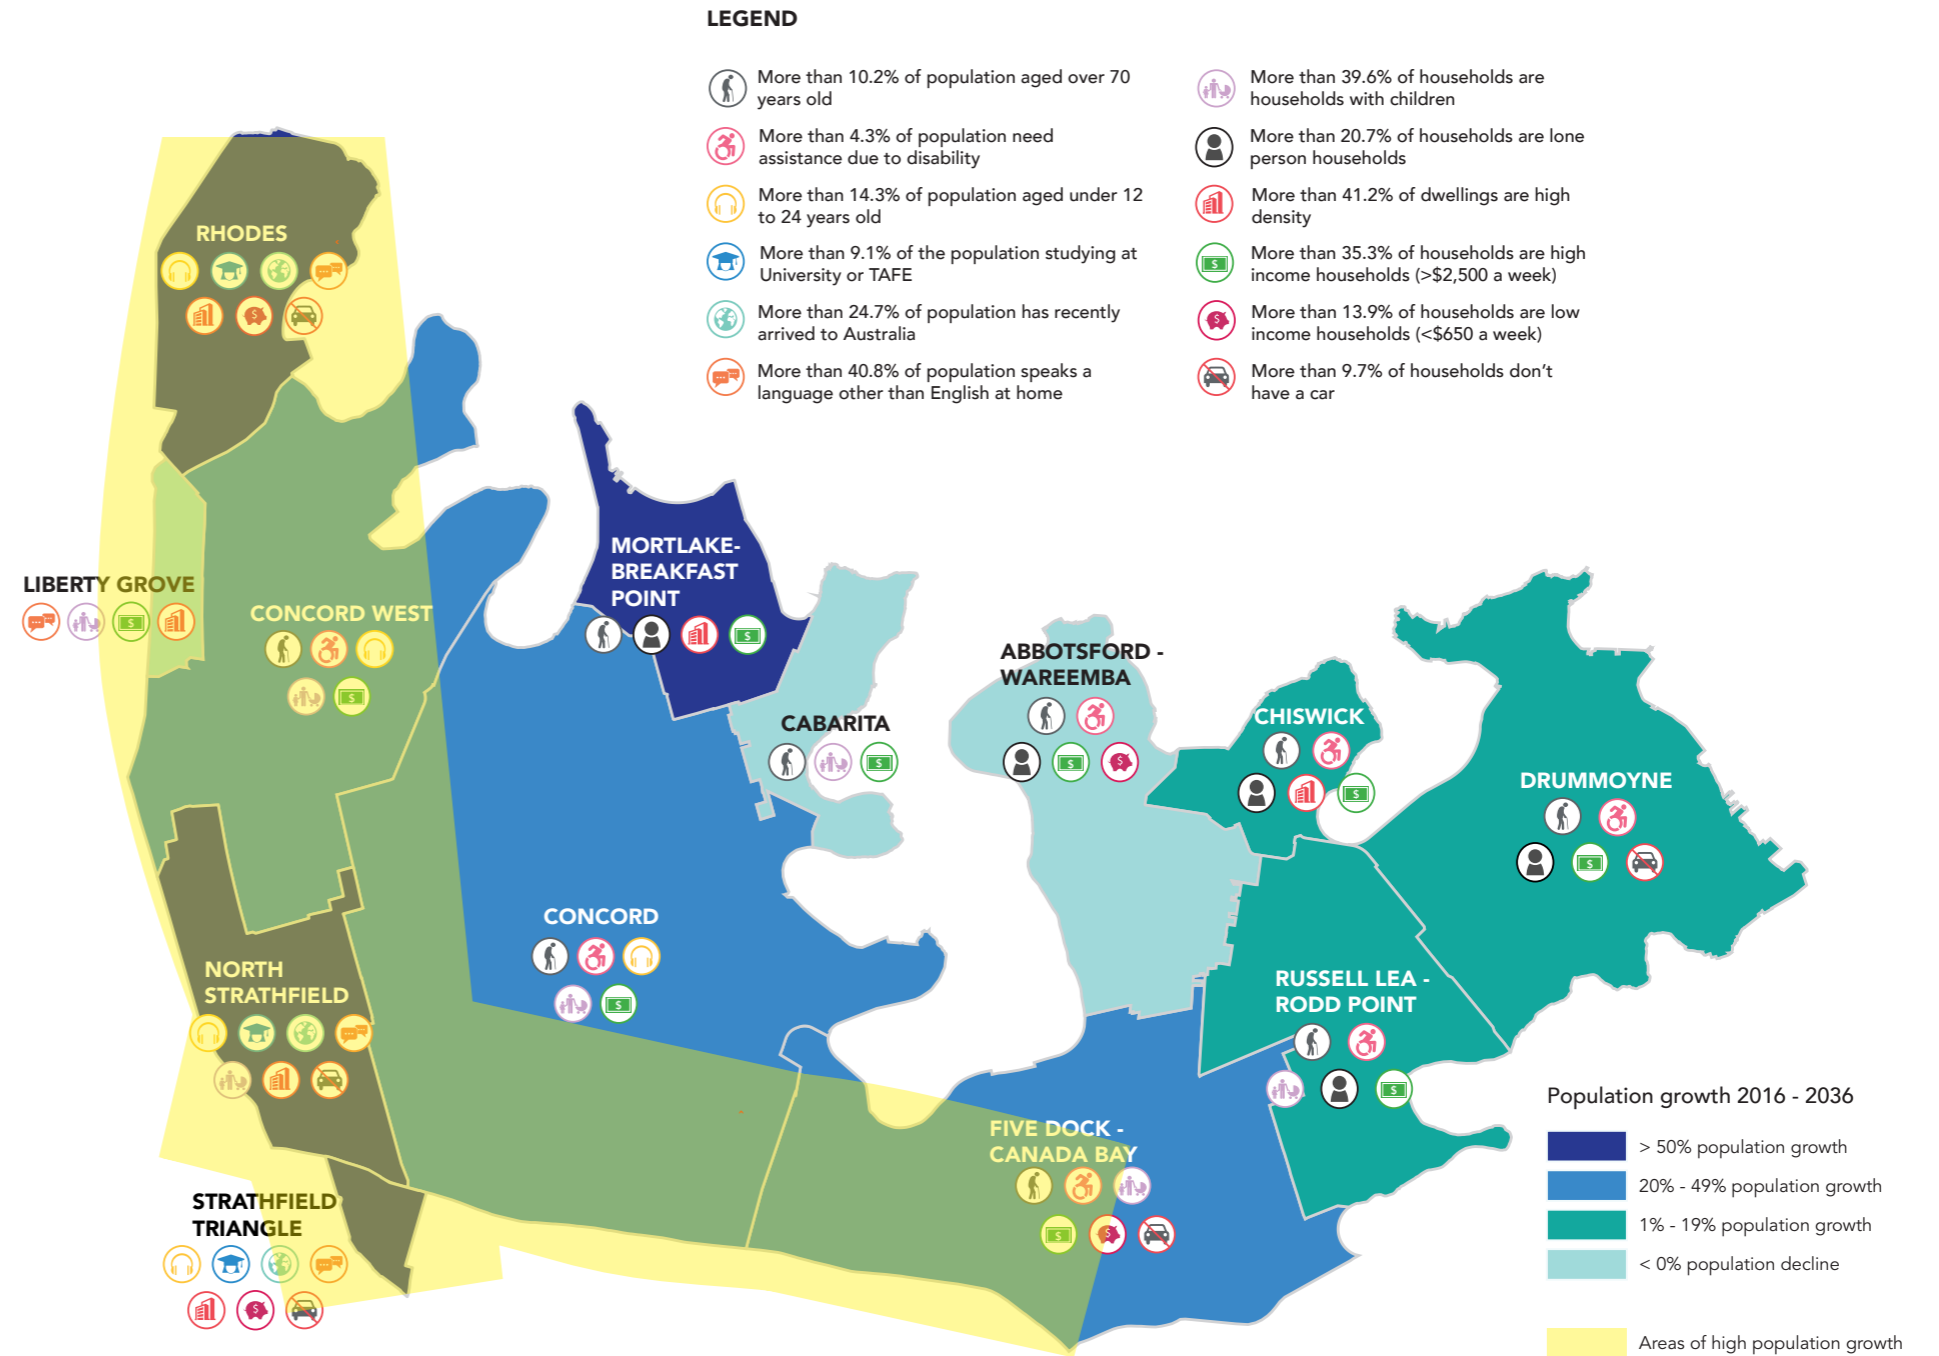 LEGEND
More than 10.2% of population aged over 70
years old
More than 4.3% of population need
assistance due to disability
More than 14.3% of population aged under 12
to 24 years old
More than 9.1% of the population studying at
University or TAFE
More than 24.7% of population has recently
arrived to Australia
More than 40.8% of population speaks a
language other than English at home
More than 39.6% of households are
households with children
More than 20.7% of households are lone
person households
More than 41.2% of dwellings are high
density
More than 35.3% of households are high
income households (>$2,500 a week)
More than 13.9% of households are low
income households (<$650 a week)
More than 9.7% of households don’t
have a car
RHODES
LIBERTY GROVE
CONCORD WEST
MORTLAKE-
BREAKFAST
POINT
CABARITA
ABBOTSFORD -
WAREEMBA
CHISWICK
DRUMMOYNE
CONCORD
NORTH
STRATHFIELD
RUSSELL LEA -
RODD POINT
FIVE DOCK -
CANADA BAY
STRATHFIELD
TRIANGLE
Population growth 2016 - 2036
> 50% population growth
20% - 49% population growth
1% - 19% population growth
< 0% population decline
Areas of high population growth